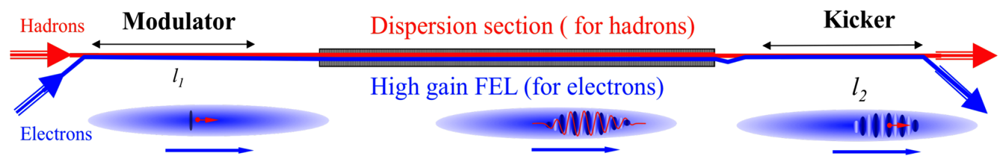 Hadrons
Modulator
Dispersion section ( for hadrons)
Kicker
l1
High gain FEL (for electrons)
l2
Electrons